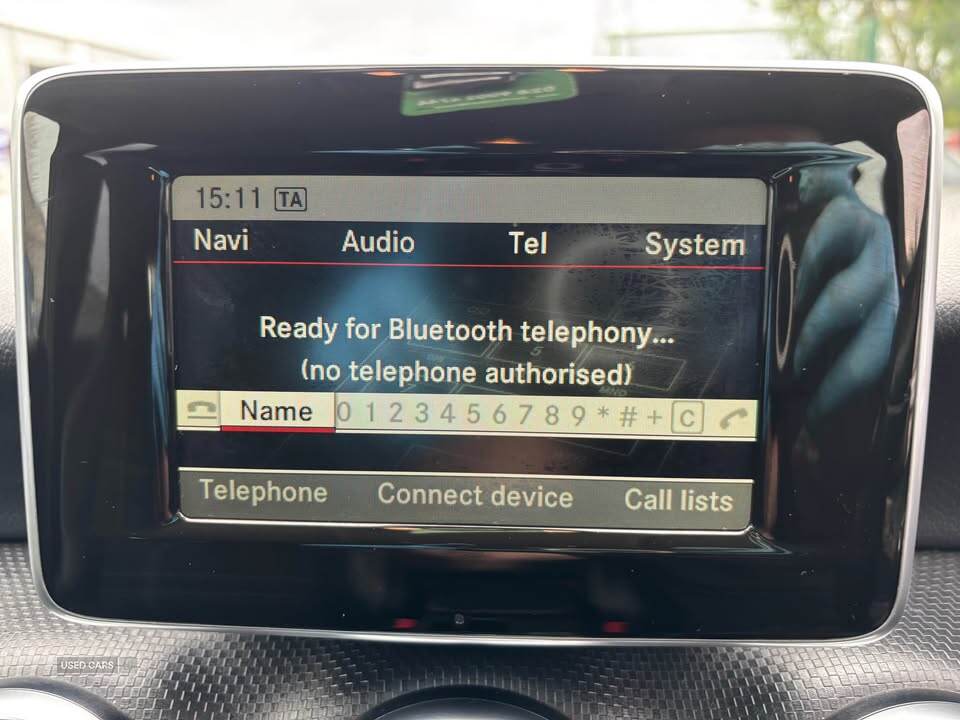 15:11 TA
Navi Audio Tel System
Ready for Bluetooth telephony...
(no telephone authorised)
Name 0 1 2 3 4 5 6 7 8 9 * # + C
Telephone Connect device Call lists
USED CARS